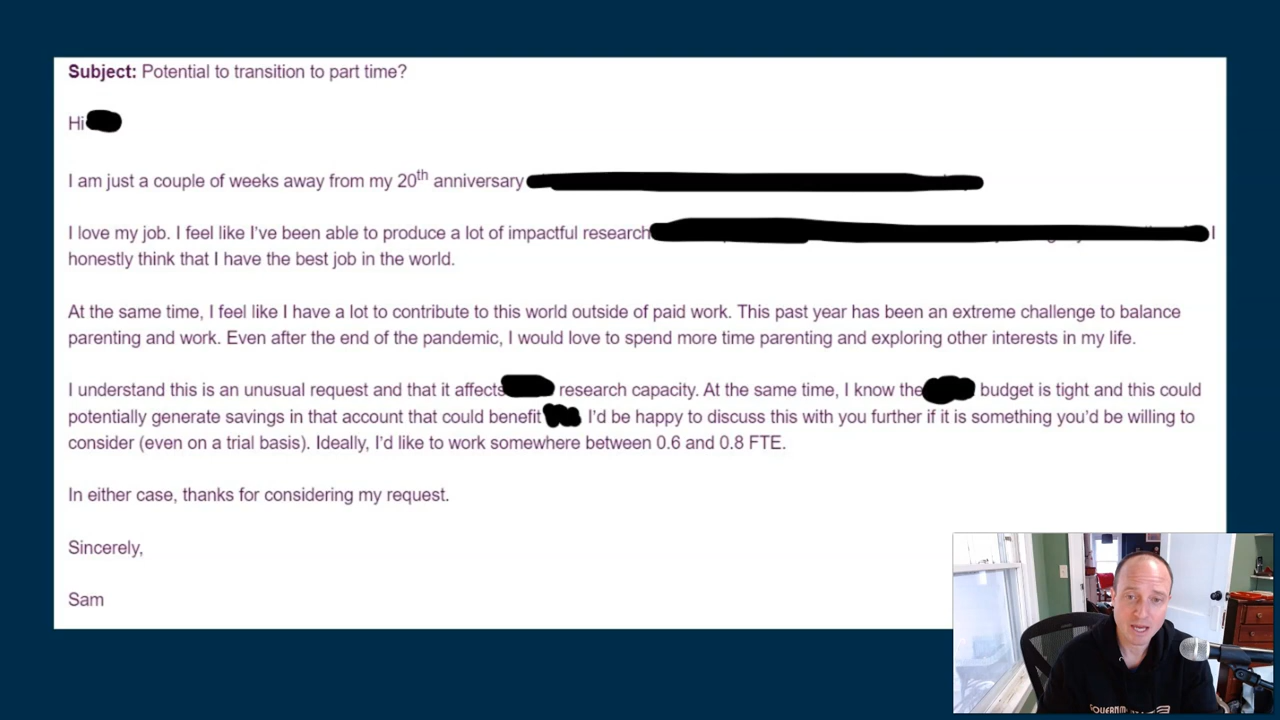 Subject: Potential to transition to part time?
Hi
I am just a couple of weeks away from my 20th anniversary
I love my job. I feel like I've been able to produce a lot of impactful research I
honestly think that I have the best job in the world.
At the same time, I feel like I have a lot to contribute to this world outside of paid work. This past year has been an extreme challenge to balance
parenting and work. Even after the end of the pandemic, I would love to spend more time parenting and exploring other interests in my life.
I understand this is an unusual request and that it affects research capacity. At the same time, I know the budget is tight and this could
potentially generate savings in that account that could benefit I'd be happy to discuss this with you further if it is something you'd be willing to
consider (even on a trial basis). Ideally, I'd like to work somewhere between 0.6 and 0.8 FTE.
In either case, thanks for considering my request.
Sincerely,
Sam